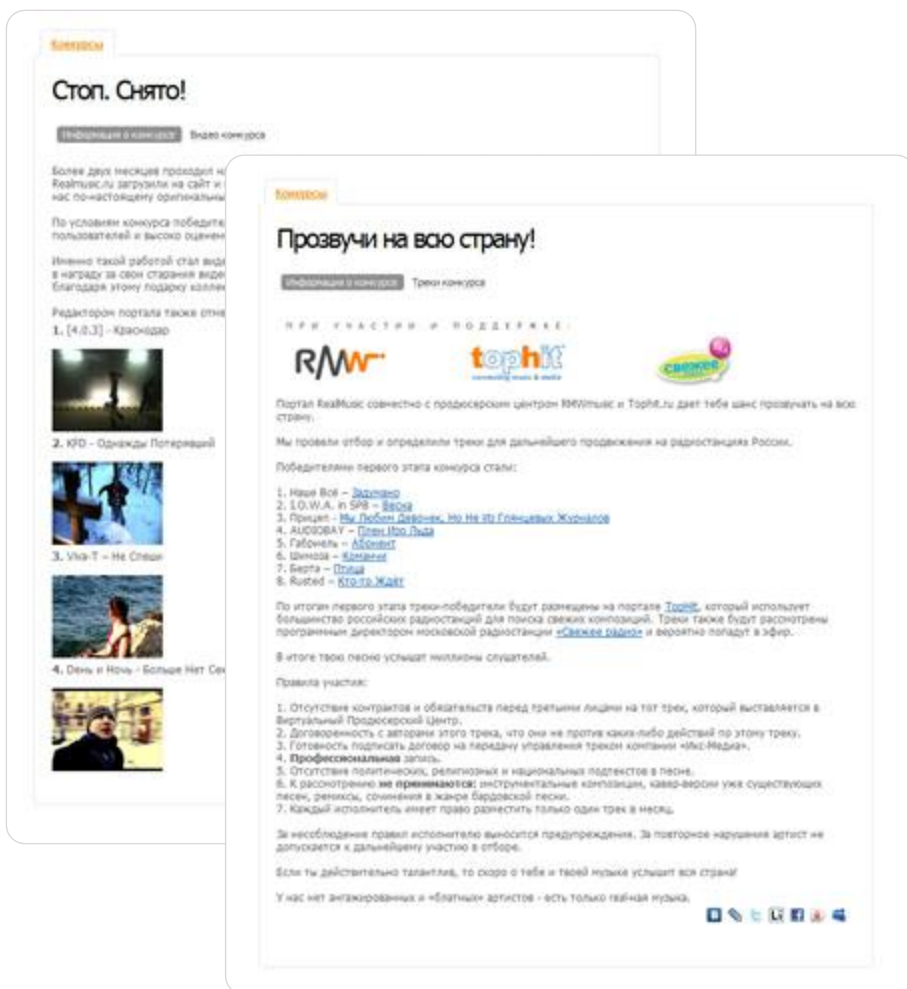 Конкурсы
Стоп. Снято!
Информация о конкурсе Видео конкурса
Более двух месяцев проходил н
Realmusic.ru загрузили на сайт и
нас по-настоящему оригинальны
По условиям конкурса победите
пользователей и высоко оценен
Именно такой работой стал виде
в награду за свои старания видео
благодаря этому подарку коллек
Редактором портала также отме
1. [4.0.3] - Краснодар
2. KFD - Однажды Потерявший
3. Viva-T – Не Спеши
4. День и Ночь - Больше Нет Сек
Конкурсы
Прозвучи на всю страну!
Информация о конкурсе Треки конкурса
ПРИ УЧАСТИИ И ПОДДЕРЖКЕ:
RMW
tophit
connecting music & media
свежее
Портал RealMusic совместно с продюсерским центром RMWmusic и Tophit.ru дает тебе шанс прозвучать на всю
страну.
Мы провели отбор и определили треки для дальнейшего продвижения на радиостанциях России.
Победителями первого этапа конкурса стали:
1. Наше Всё – Задумано
2. I.O.W.A. in SPB – Весна
3. Прицеп - Мы Любим Девочек, Но Не Из Глянцевых Журналов
4. AUDIOBAY – Плен Изо Льда
5. Габриель – Абонент
6. Шимоза – Команчи
7. Берта – Птица
8. Rusted – Кто-то Ждёт
По итогам первого этапа треки-победители будут размещены на портале TopHit, который использует
большинство российских радиостанций для поиска свежих композиций. Треки также будут рассмотрены
программным директором московской радиостанции «Свежее радио» и вероятно попадут в эфир.
В итоге твою песню услышат миллионы слушателей.
Правила участия:
1. Отсутствие контрактов и обязательств перед третьими лицами на тот трек, который выставляется в
Виртуальный Продюсерский Центр.
2. Договоренность с авторами этого трека, что они не против каких-либо действий по этому треку.
3. Готовность подписать договор на передачу управления треком компании «Икс-Медиа».
4. Профессиональная запись.
5. Отсутствие политических, религиозных и национальных подтекстов в песне.
6. К рассмотрению не принимаются: инструментальные композиции, кавер-версии уже существующих
песен, ремиксы, сочинения в жанре бардовской песни.
7. Каждый исполнитель имеет право разместить только один трек в месяц.
За несоблюдение правил исполнителю выносится предупреждение. За повторное нарушение артист не
допускается к дальнейшему участию в отборе.
Если ты действительно талантлив, то скоро о тебе и твоей музыке услышит вся страна!
У нас нет ангажированных и «блатных» артистов - есть только real-ная музыка.